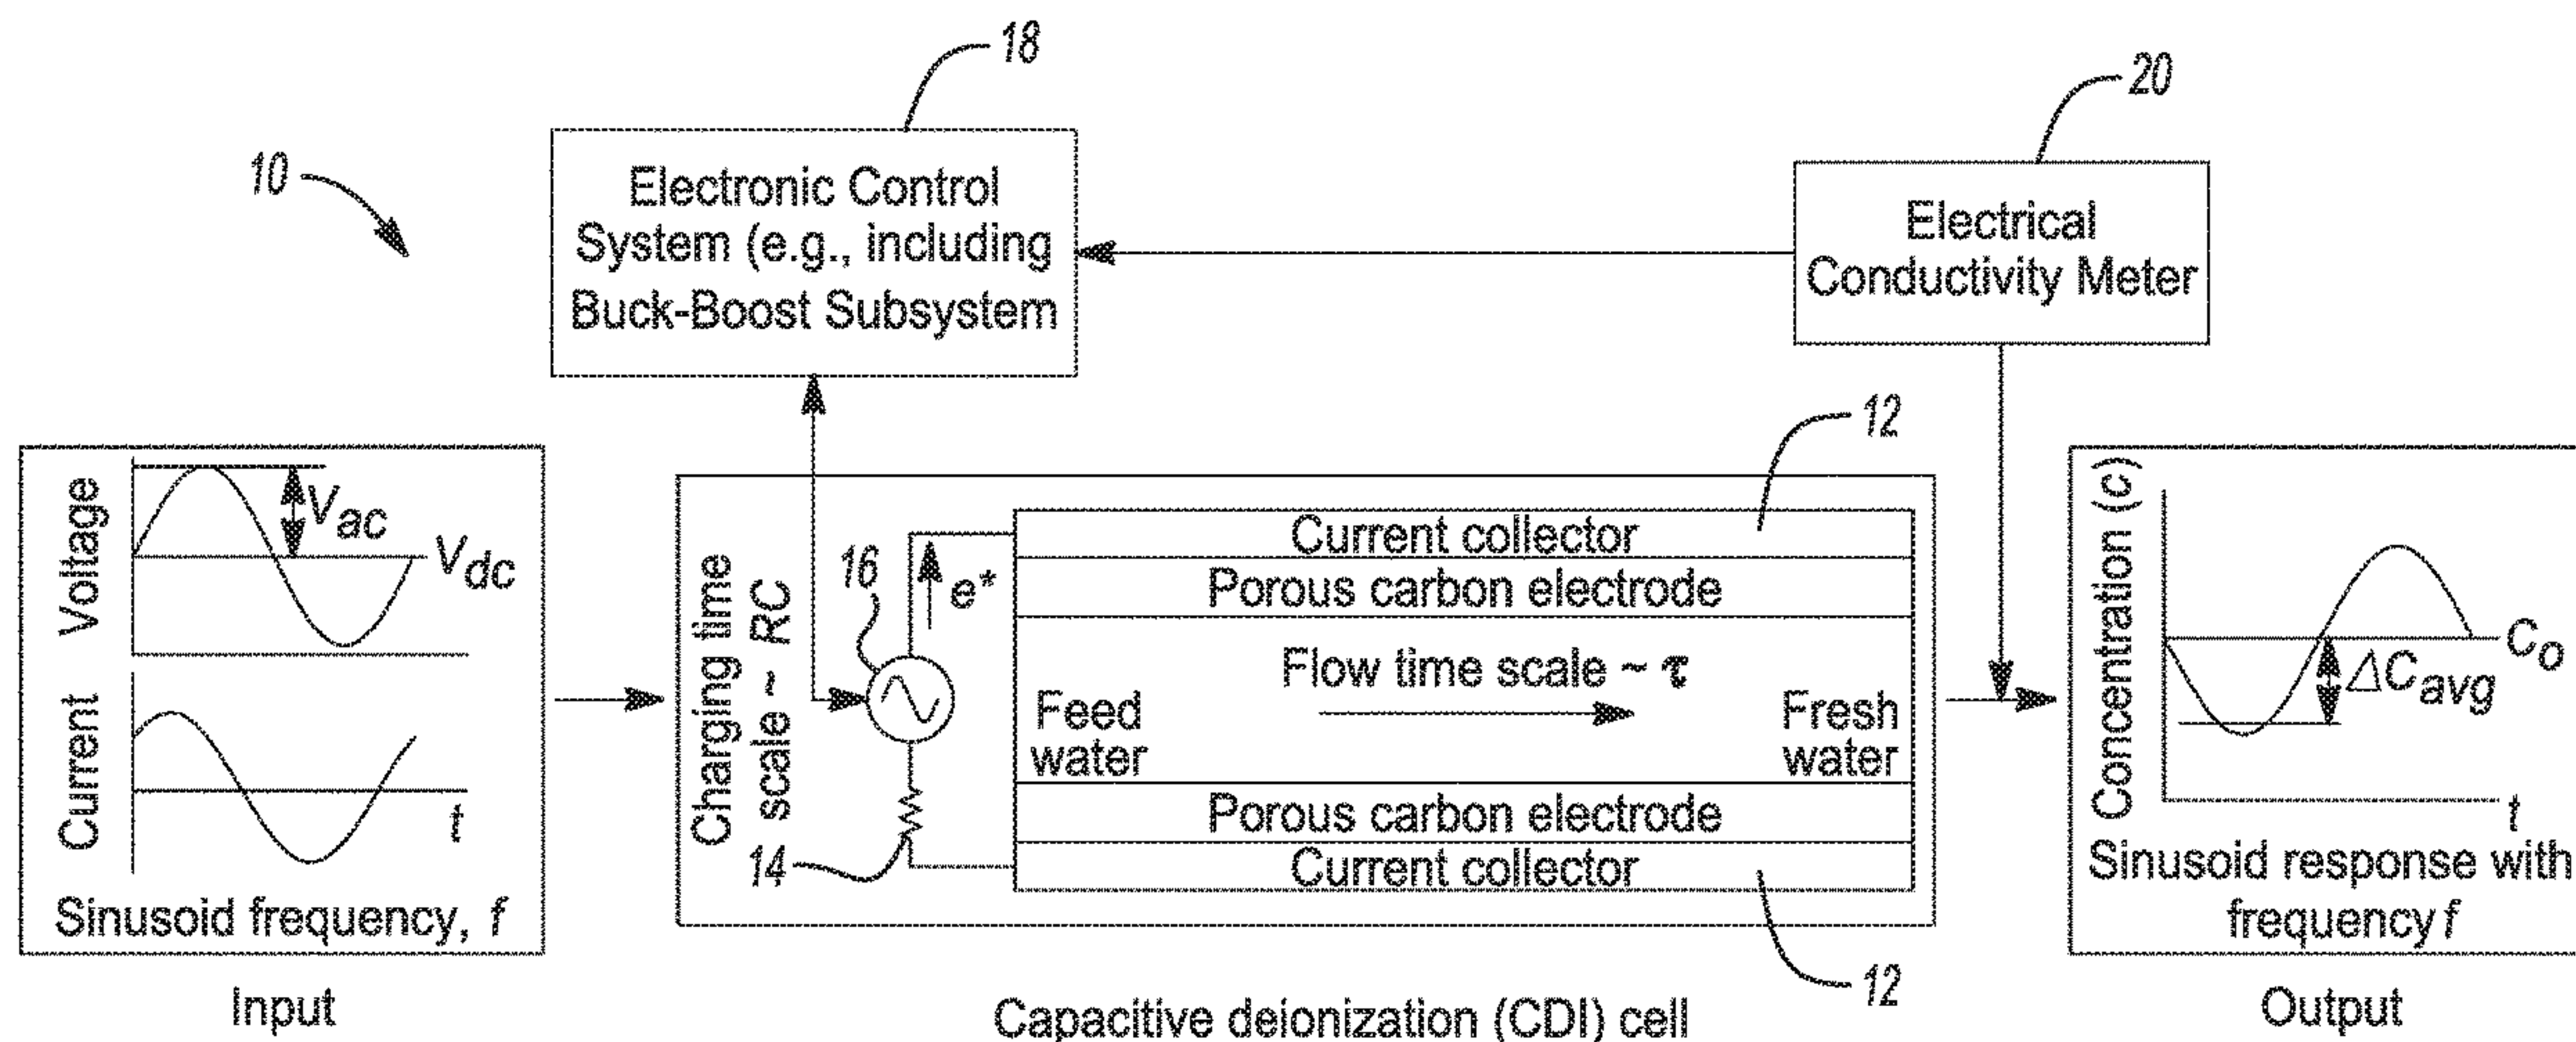 18
20
10
Electronic Control
System (e.g., including
Buck-Boost Subsystem
Electrical
Conductivity Meter
12
Voltage
Vac
Vdc
Current
t
Sinusoid frequency, f
Input
Charging time
scale ~ RC
16
e*
14
Current collector
Porous carbon electrode
Flow time scale ~ τ
Feed
water
Fresh
water
Porous carbon electrode
Current collector
12
Capacitive deionization (CDI) cell
Concentration (c)
Co
ΔCavg
t
Sinusoid response with
frequency f
Output